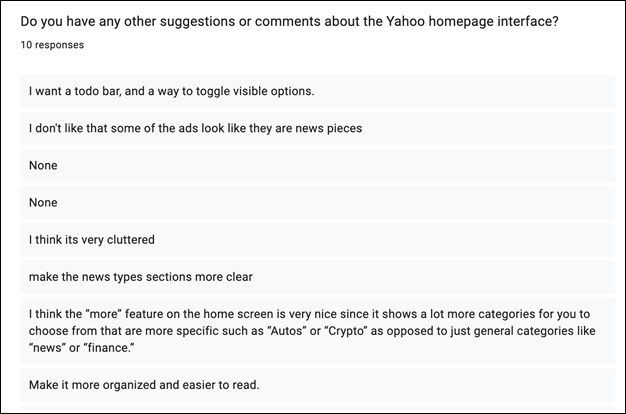 Do you have any other suggestions or comments about the Yahoo homepage interface?
10 responses
I want a todo bar, and a way to toggle visible options.
I don't like that some of the ads look like they are news pieces
None
None
I think its very cluttered
make the news types sections more clear
I think the “more” feature on the home screen is very nice since it shows a lot more categories for you to
choose from that are more specific such as “Autos” or “Crypto” as opposed to just general categories like
“news” or “finance.”
Make it more organized and easier to read.